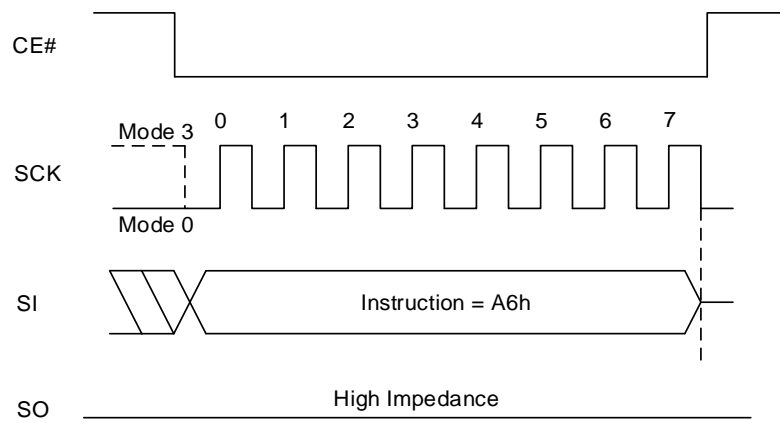 CE#
Mode 3
0 1 2 3 4 5 6 7
SCK
Mode 0
SI
Instruction = A6h
High Impedance
SO